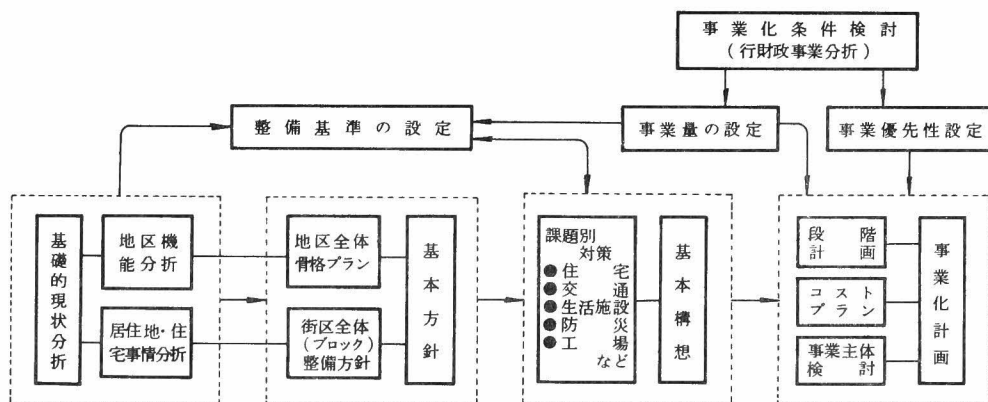 事業化条件検討
(行財政事業分折)
整備基準の設定
事業量の設定
事業優先性設定
基礎的現状分折
地区機
能分折
居住地・住
宅事情分折
地区全体
骨格プラン
街区全体
(ブロック)
整備方針
基本方針
課題別
対策
●住宅
●交通
●生活施設
●防災
●工場
など
基本構想
段階
計画
コスト
プラン
事業主体
検討
事業化計画